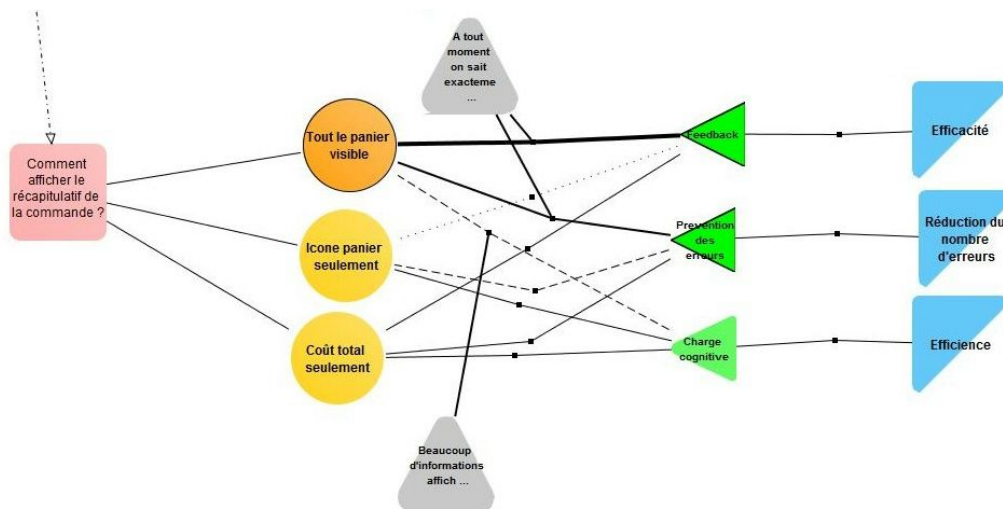 A tout
moment
on sait
exacteme
...
Comment
afficher le
récapitulatif de
la commande ?
Tout le panier
visible
Icone panier
seulement
Coût total
seulement
Feedback
Prevention des
erreurs
Charge
cognitive
Efficacité
Réduction du
nombre
d'erreurs
Efficience
Beaucoup
d'informations
affich ...